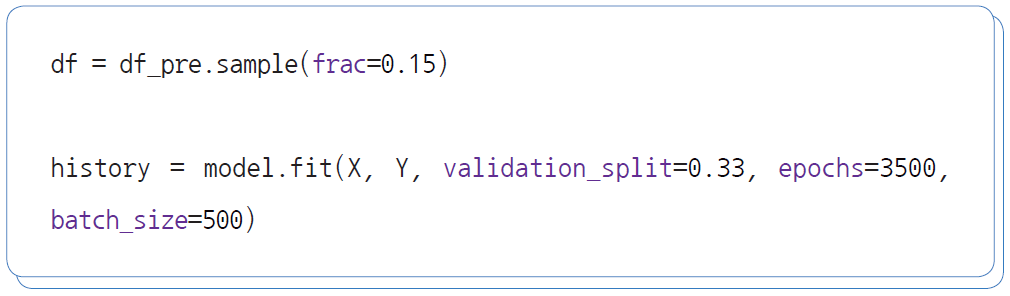 df = df_pre.sample(frac=0.15)
history = model.fit(X, Y, validation_split=0.33, epochs=3500,
batch_size=500)